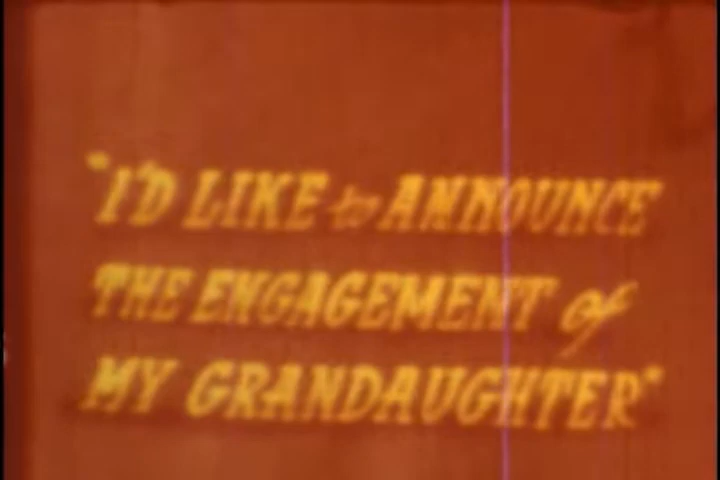 "I'D LIKE to ANNOUNCE
THE ENGAGEMENT of
MY GRANDAUGHTER"